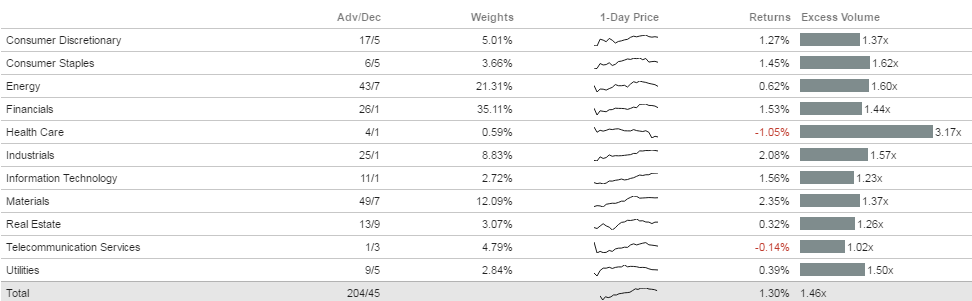 Adv/Dec Weights 1-Day Price Returns Excess Volume
Consumer Discretionary 17/5 5.01% 1.27% 1.37x
Consumer Staples 6/5 3.66% 1.45% 1.62x
Energy 43/7 21.31% 0.62% 1.60x
Financials 26/1 35.11% 1.53% 1.44x
Health Care 4/1 0.59% -1.05% 3.17x
Industrials 25/1 8.83% 2.08% 1.57x
Information Technology 11/1 2.72% 1.56% 1.23x
Materials 49/7 12.09% 2.35% 1.37x
Real Estate 13/9 3.07% 0.32% 1.26x
Telecommunication Services 1/3 4.79% -0.14% 1.02x
Utilities 9/5 2.84% 0.39% 1.50x
Total 204/45 1.30% 1.46x